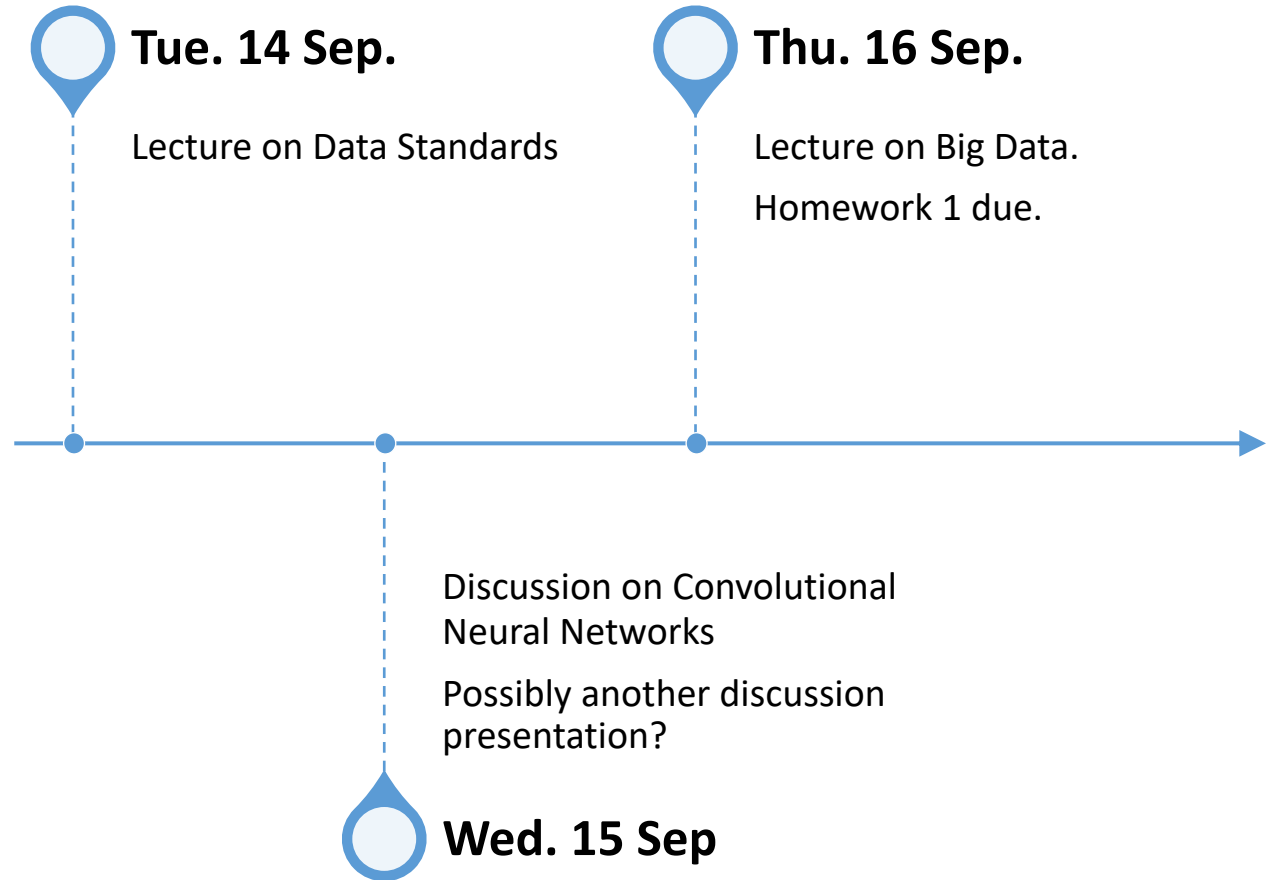 Tue. 14 Sep.
Lecture on Data Standards
Thu. 16 Sep.
Lecture on Big Data.
Homework 1 due.
Discussion on Convolutional
Neural Networks
Possibly another discussion
presentation?
Wed. 15 Sep